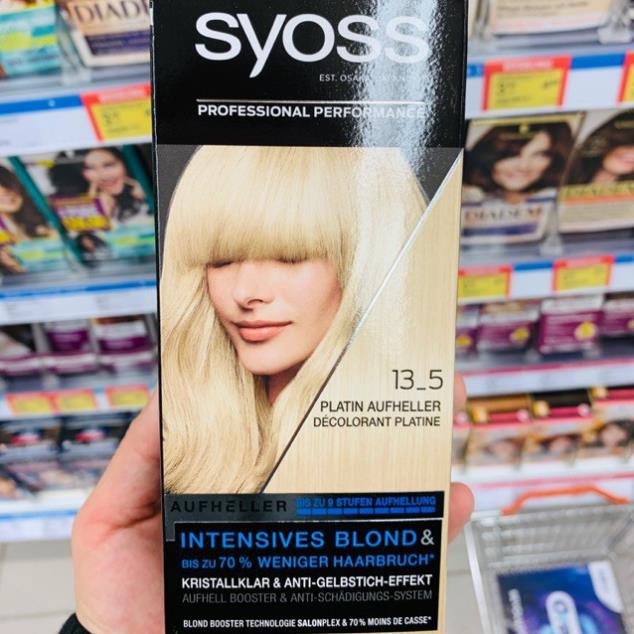 syoss
PROFESSIONAL PERFORMANCE
13_5
PLATIN AUFHELLER
DÉCOLORANT PLATINE
AUFHELLER BIS ZU 9 STUFEN AUFHELLUNG
INTENSIVES BLOND &
BIS ZU 70 % WENIGER HAARBRUCH*
KRISTALLKLAR & ANTI-GELBSTICH-EFFEKT
AUFHELL BOOSTER & ANTI-SCHÄDIGUNGS-SYSTEM
BLOND BOOSTER TECHNOLOGIE SALONPLEX & 70 % MOINS DE CASSE*
DIADEM